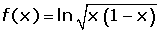 f(x) = ln√x(1−x)